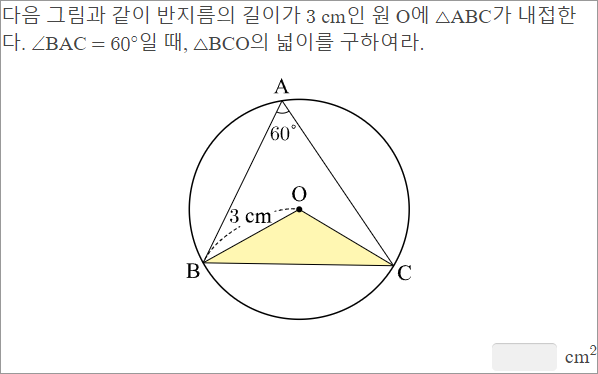 다음 그림과 같이 반지름의 길이가 3 cm인 원 O에 △ABC가 내접한
다. ∠BAC = 60°일 때, △BCO의 넓이를 구하여라.
A
60°
O
3 cm
B
C
cm²